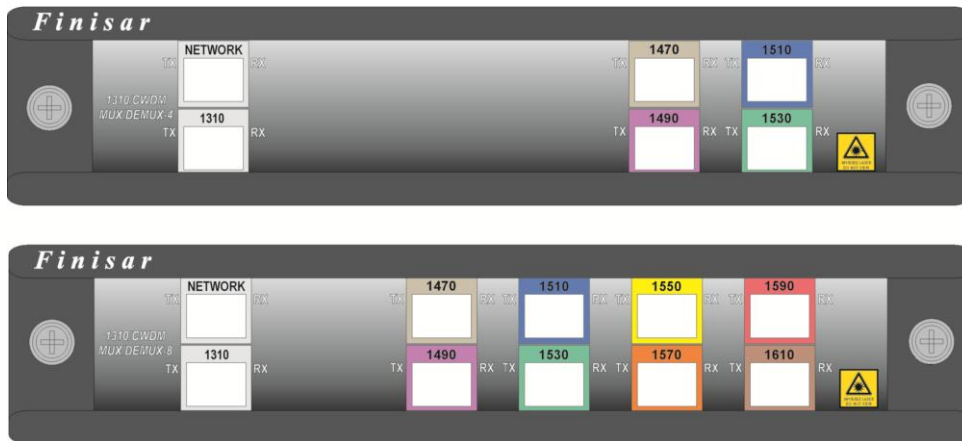 Finisar
NETWORK 1470 1510
TX RX TX RX TX RX
1310 CWDM
MUX DEMUX-4
1310 1490 1530
TX RX TX RX TX RX
Finisar
NETWORK 1470 1510 1550 1590
TX RX TX RX TX RX TX RX TX RX
1310 CWDM
MUX DEMUX-8
1310 1490 1530 1570 1610
TX RX TX RX TX RX TX RX TX RX